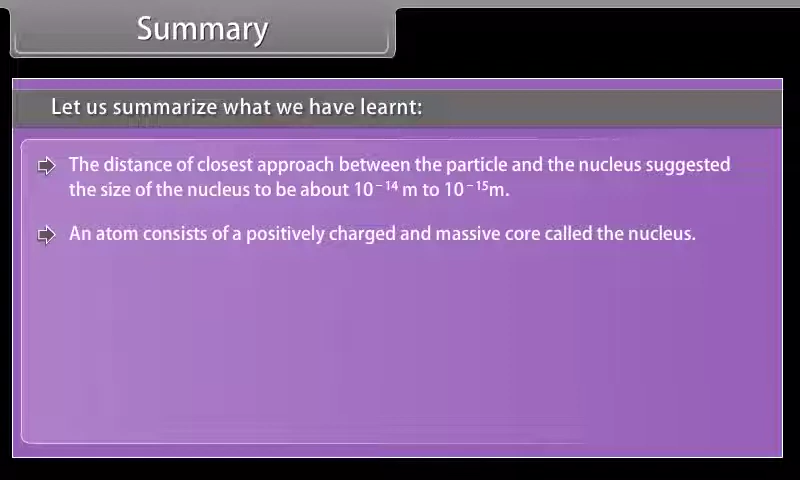 Summary
Let us summarize what we have learnt:
The distance of closest approach between the particle and the nucleus suggested
the size of the nucleus to be about 10⁻¹⁴ m to 10⁻¹⁵m.
An atom consists of a positively charged and massive core called the nucleus.